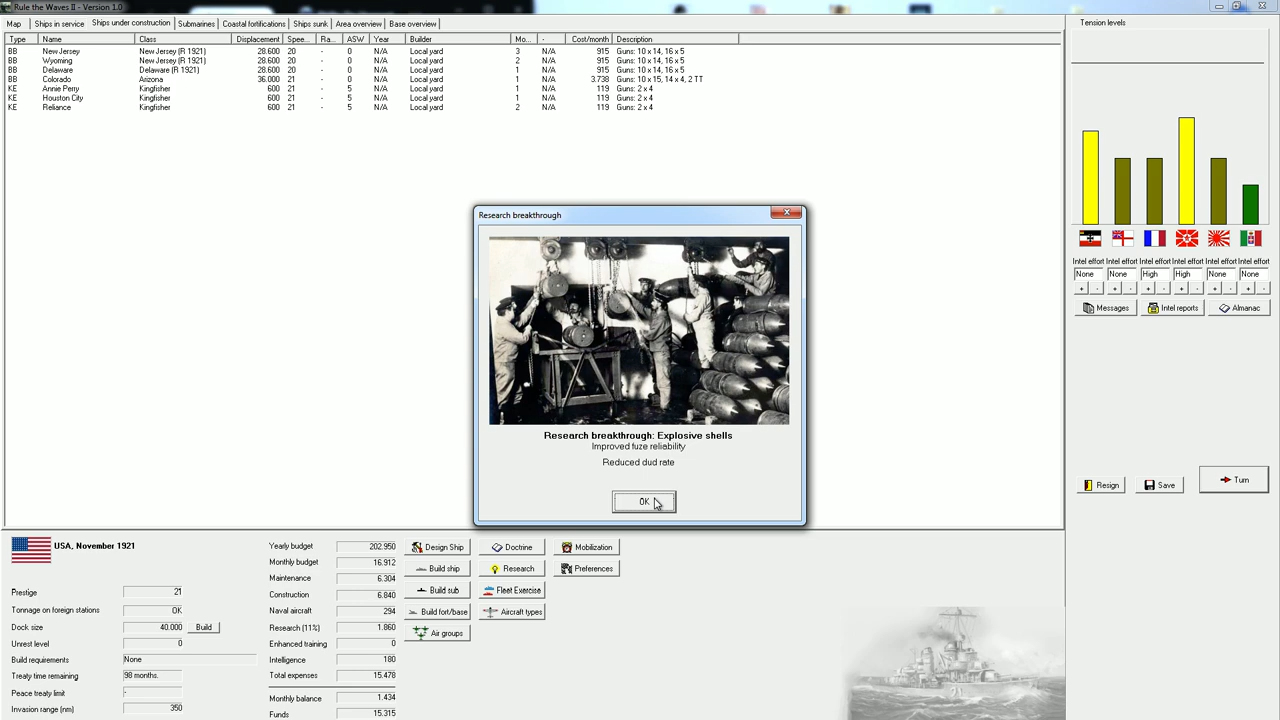 Rule the Waves II - Version 1.0
Map Ships in service Ships under construction Submarines Coastal fortifications Ships sunk Area overview Base overview
Type Name Class Displacement Spee... Ra... ASW Year Builder Mo... - Cost/month Description
BB New Jersey New Jersey (R 1921) 28.600 20 - 0 N/A Local yard 3 N/A 915 Guns: 10 x 14, 16 x 5
BB Wyoming New Jersey (R 1921) 28.600 20 - 0 N/A Local yard 2 N/A 915 Guns: 10 x 14, 16 x 5
BB Delaware Delaware (R 1921) 28.600 20 - 0 N/A Local yard 1 N/A 915 Guns: 10 x 14, 16 x 5
BB Colorado Arizona 36.000 21 - 0 N/A Local yard 1 N/A 3.738 Guns: 10 x 15, 14 x 4, 2 TT
KE Annie Perry Kingfisher 600 21 - 5 N/A Local yard 1 N/A 119 Guns: 2 x 4
KE Houston City Kingfisher 600 21 - 5 N/A Local yard 1 N/A 119 Guns: 2 x 4
KE Reliance Kingfisher 600 21 - 5 N/A Local yard 2 N/A 119 Guns: 2 x 4
Tension levels
Intel effort Intel effort Intel effort Intel effort Intel effort Intel effort
None None High High None None
+ - + - + - + - + - + -
Messages Intel reports Almanac
Resign Save Turn
Research breakthrough
Research breakthrough: Explosive shells
Improved fuze reliability
Reduced dud rate
OK
USA, November 1921
Prestige 21
Tonnage on foreign stations OK
Dock size 40.000 Build
Unrest level 0
Build requirements None
Treaty time remaining 98 months.
Peace treaty limit -
Invasion range (nm) 350
Yearly budget 202.950
Monthly budget 16.912
Maintenance 6.304
Construction 6.840
Naval aircraft 294
Research (11%) 1.860
Enhanced training 0
Intelligence 180
Total expenses 15.478
Monthly balance 1.434
Funds 15.315
Design Ship Doctrine Mobilization
Build ship Research Preferences
Build sub Fleet Exercise
Build fort/base Aircraft types
Air groups